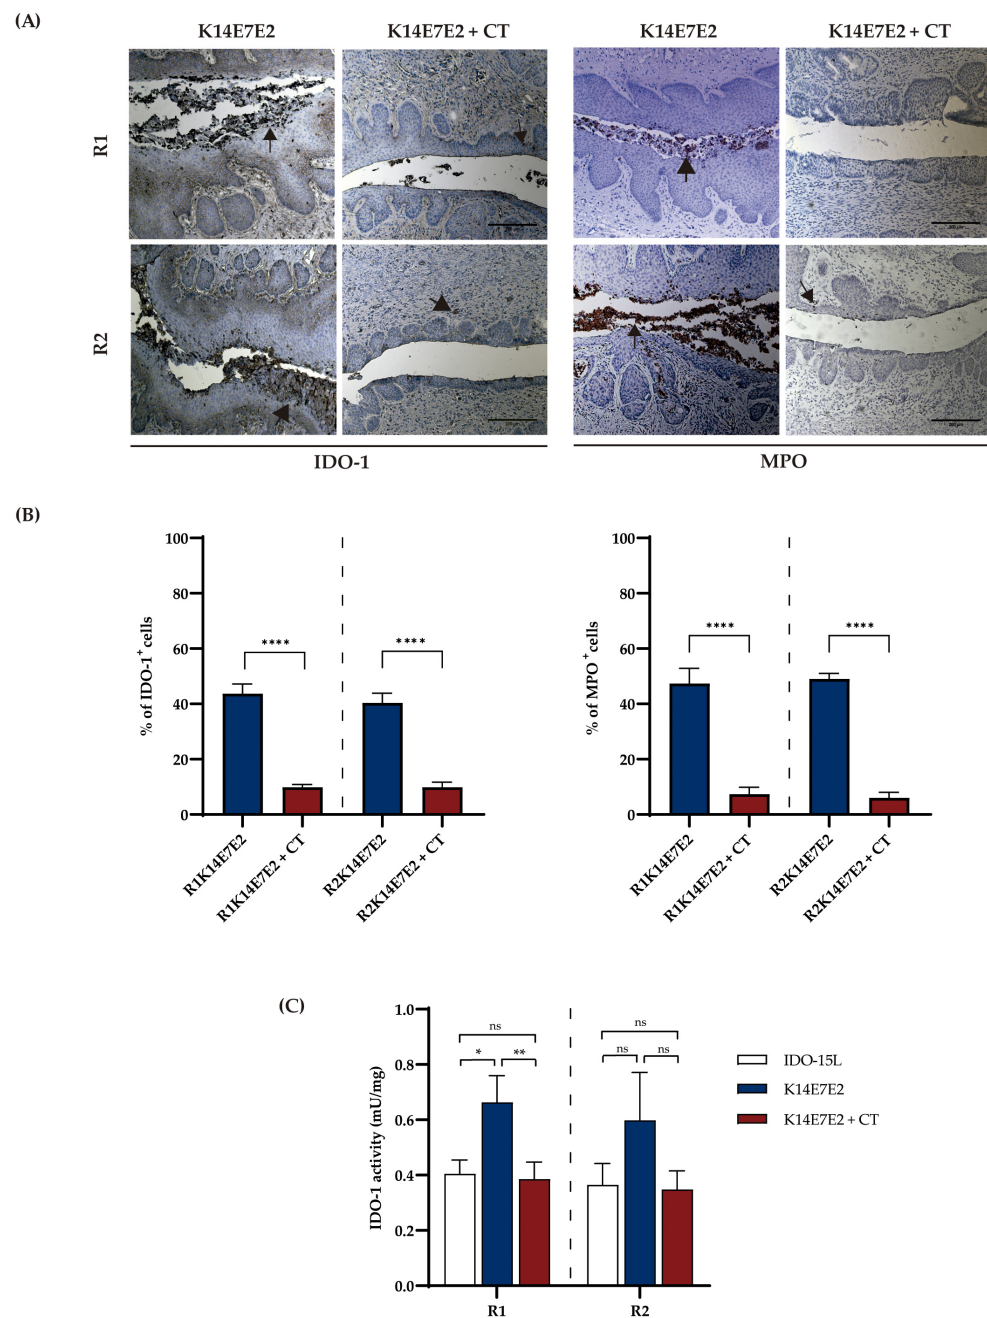 (A)
K14E7E2
K14E7E2 + CT
K14E7E2
K14E7E2 + CT
R1
R2
IDO-1
MPO
(B)
% of IDO-1+ cells
100
80
60
40
20
0
****
****
R1K14E7E2
R1K14E7E2 + CT
R2K14E7E2
R2K14E7E2 + CT
% of MPO + cells
100
80
60
40
20
0
****
****
R1K14E7E2
R1K14E7E2 + CT
R2K14E7E2
R2K14E7E2 + CT
(C)
IDO-1 activity (mU/mg)
1.0
0.8
0.6
0.4
0.2
0.0
ns
* **
ns
ns ns
R1 R2
IDO-15L
K14E7E2
K14E7E2 + CT